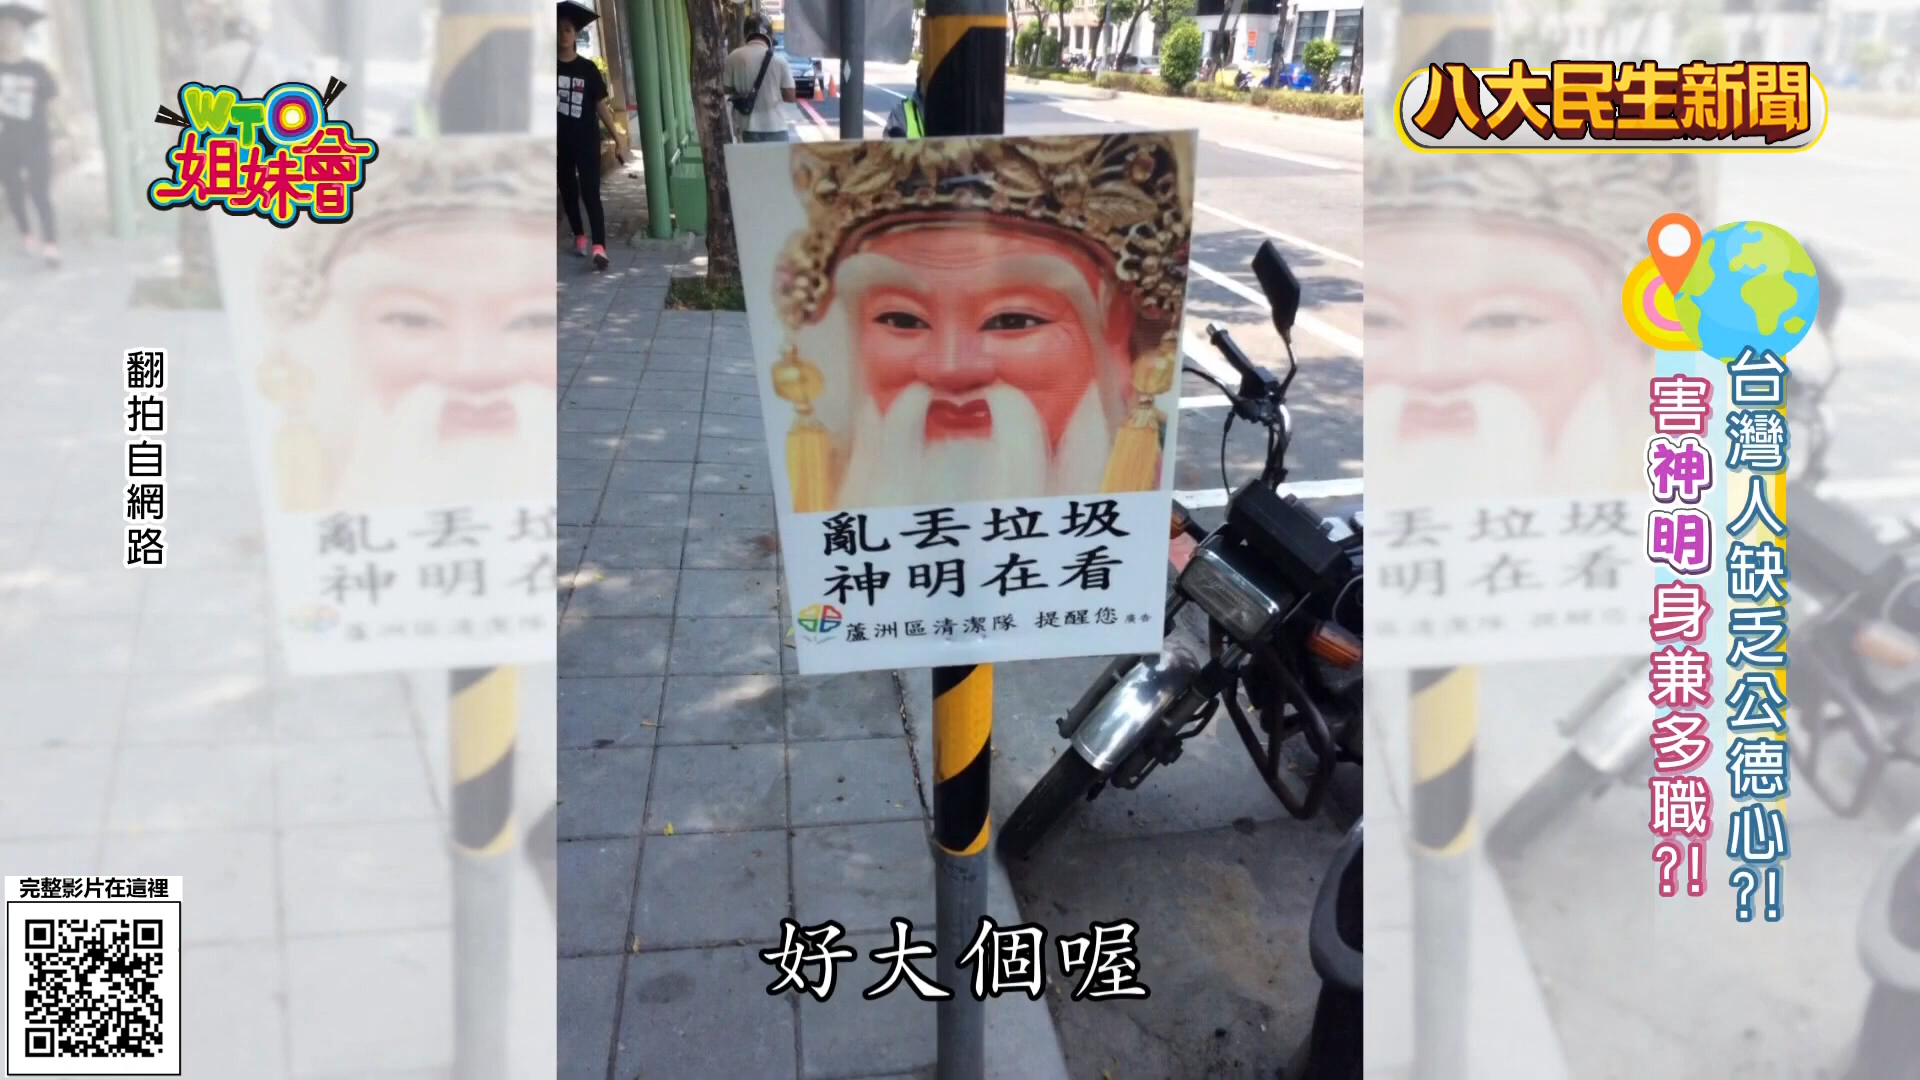 WTO
姐妹會
八大民生新聞
台灣人缺乏公德心?!
害神明身兼多職?!
翻拍自網路
亂丟垃圾
神明在看
蘆洲區清潔隊 提醒您 廣告
好大個喔
完整影片在這裡